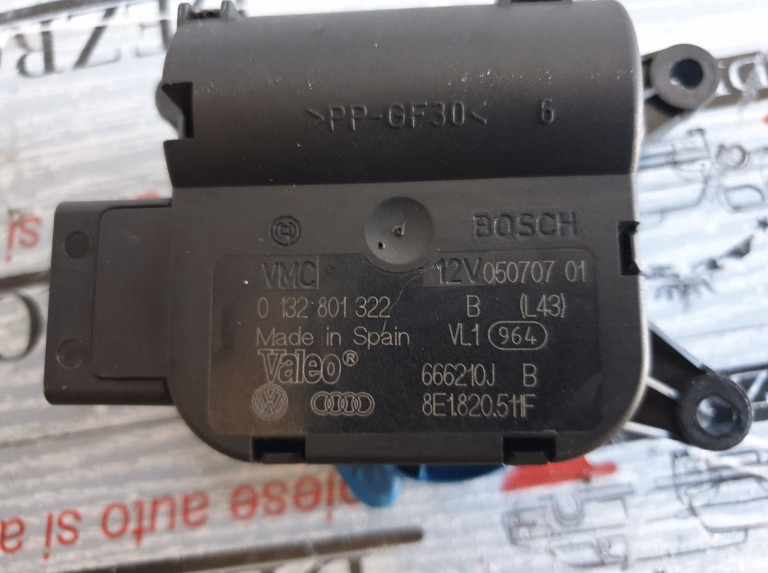 >PP-GF30< 6
BOSCH
VMC 12V 050707 01
0 132 801 322 B (L43)
Made in Spain VL1 964
Valeo®
666210J B
8E1.820.511F
piese auto si a